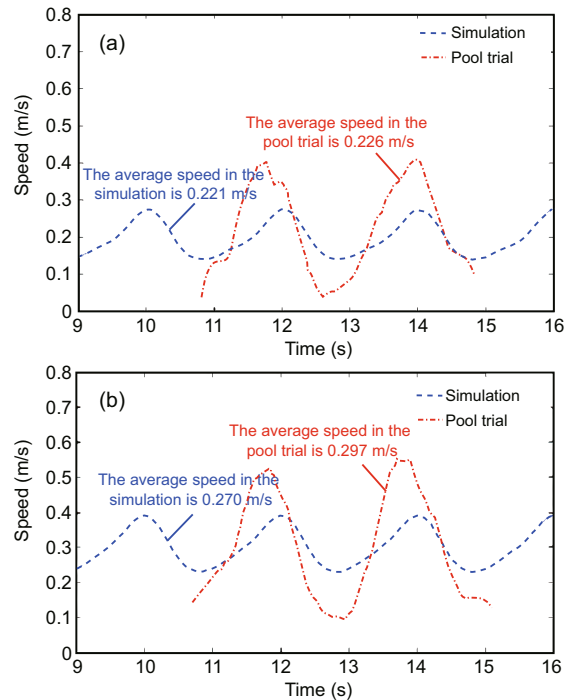 (a)
Simulation
Pool trial
The average speed in the
pool trial is 0.226 m/s
The average speed in the
simulation is 0.221 m/s
Speed (m/s)
0.8
0.7
0.6
0.5
0.4
0.3
0.2
0.1
0
9 10 11 12 13 14 15 16
Time (s)
(b)
Simulation
Pool trial
The average speed in the
pool trial is 0.297 m/s
The average speed in the
simulation is 0.270 m/s
Speed (m/s)
0.8
0.7
0.6
0.5
0.4
0.3
0.2
0.1
0
9 10 11 12 13 14 15 16
Time (s)